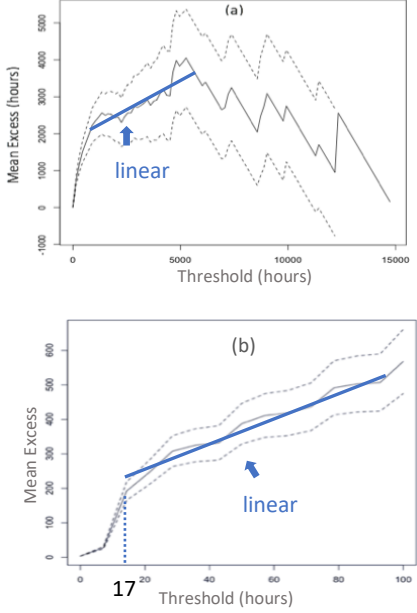 (a)
Mean Excess (hours)
5000
4000
3000
2000
1000
0
-1000
linear
0 5000 10000 15000
Threshold (hours)
(b)
Mean Excess
600
500
400
300
200
100
0
linear
17
0 20 40 60 80 100
Threshold (hours)